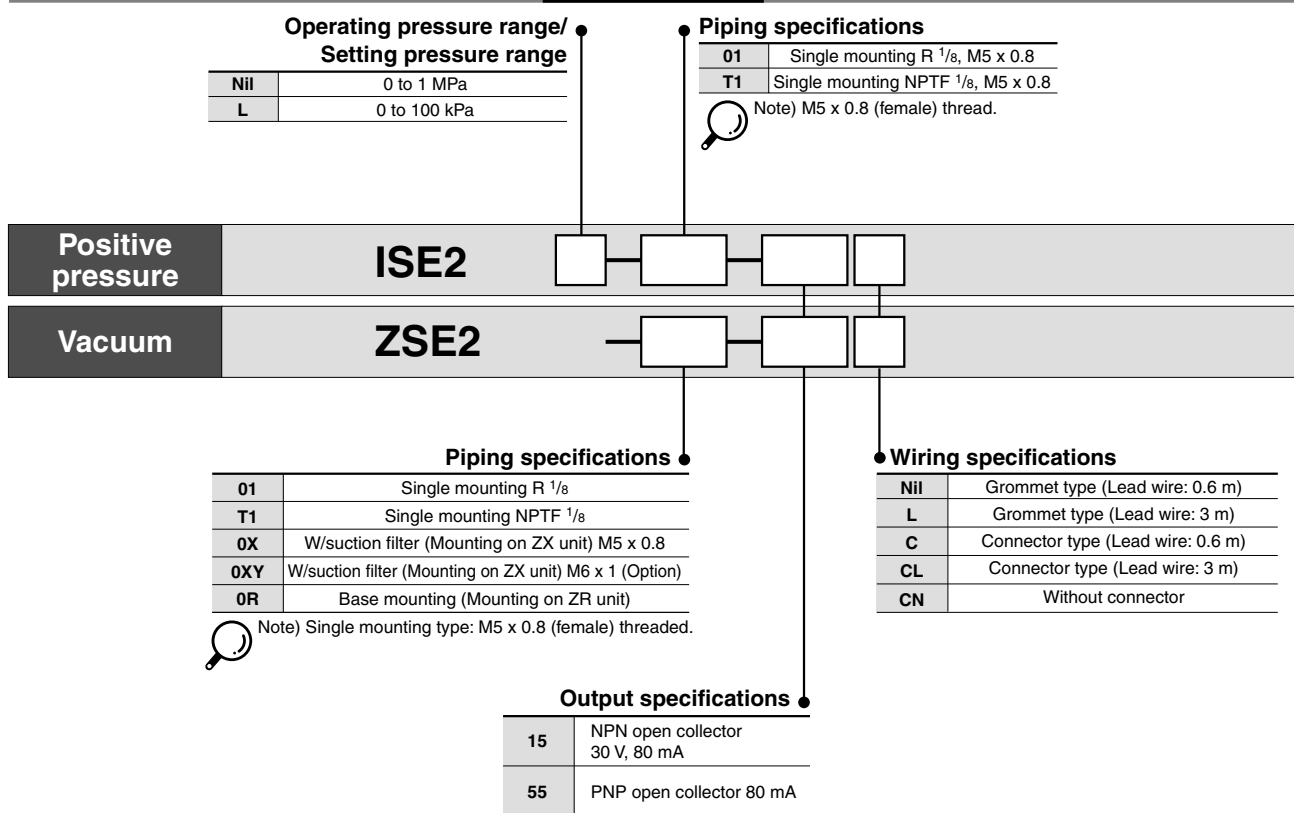 Operating pressure range/
Setting pressure range
Nil 0 to 1 MPa
L 0 to 100 kPa
Piping specifications
01 Single mounting R 1/8, M5 x 0.8
T1 Single mounting NPTF 1/8, M5 x 0.8
Note) M5 x 0.8 (female) thread.
Positive
pressure
ISE2
Vacuum
ZSE2
Piping specifications
01 Single mounting R 1/8
T1 Single mounting NPTF 1/8
0X W/suction filter (Mounting on ZX unit) M5 x 0.8
0XY W/suction filter (Mounting on ZX unit) M6 x 1 (Option)
0R Base mounting (Mounting on ZR unit)
Note) Single mounting type: M5 x 0.8 (female) threaded.
Wiring specifications
Nil Grommet type (Lead wire: 0.6 m)
L Grommet type (Lead wire: 3 m)
C Connector type (Lead wire: 0.6 m)
CL Connector type (Lead wire: 3 m)
CN Without connector
Output specifications
15 NPN open collector
30 V, 80 mA
55 PNP open collector 80 mA